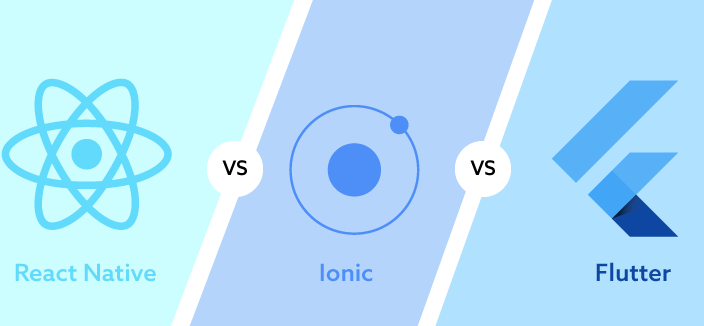 VS
VS
React Native
Ionic
Flutter